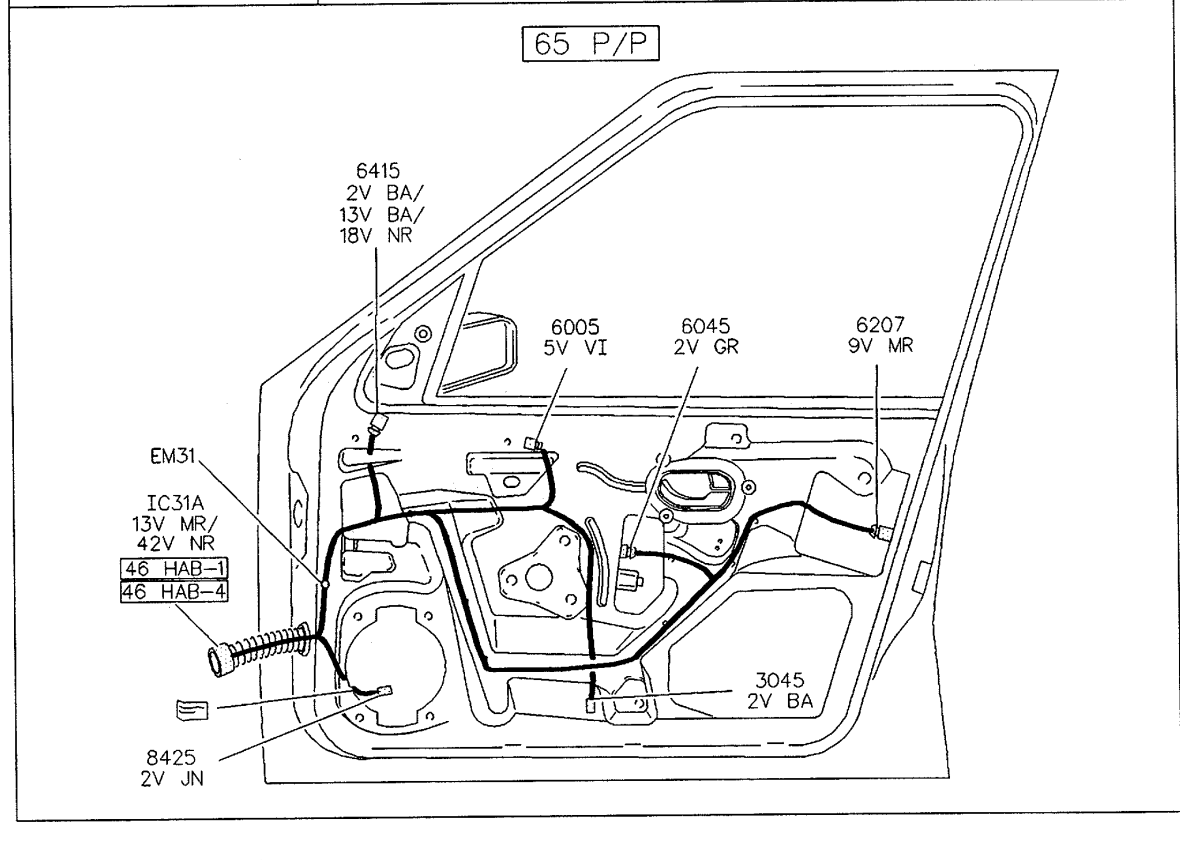 65 P/P
6415
2V BA/
13V BA/
18V NR
6005
5V VI
6045
2V GR
6207
9V MR
EM31
IC31A
13V MR/
42V NR
46 HAB-1
46 HAB-4
3045
2V BA
8425
2V JN